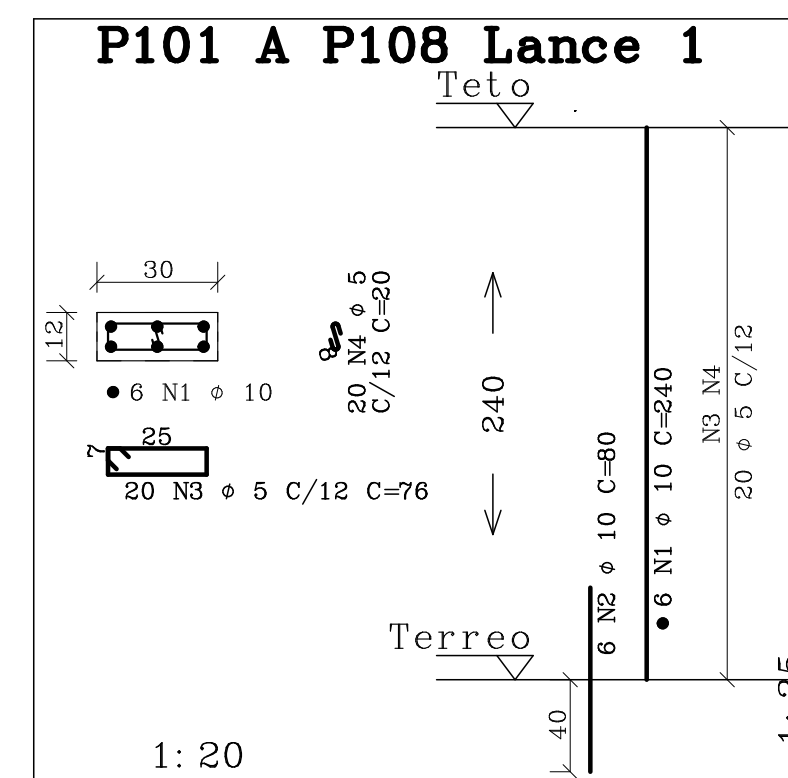 P101 A P108 Lance 1
Teto
30
12
6 N1 φ 10
8
20 N4 φ 5
C/12 C=20
25
7
20 N3 φ 5 C/12 C=76
240
6 N2 φ 10 C=80
6 N1 φ 10 C=240
N3 N4
20 φ 5 C/12
Terreo
40
1:20